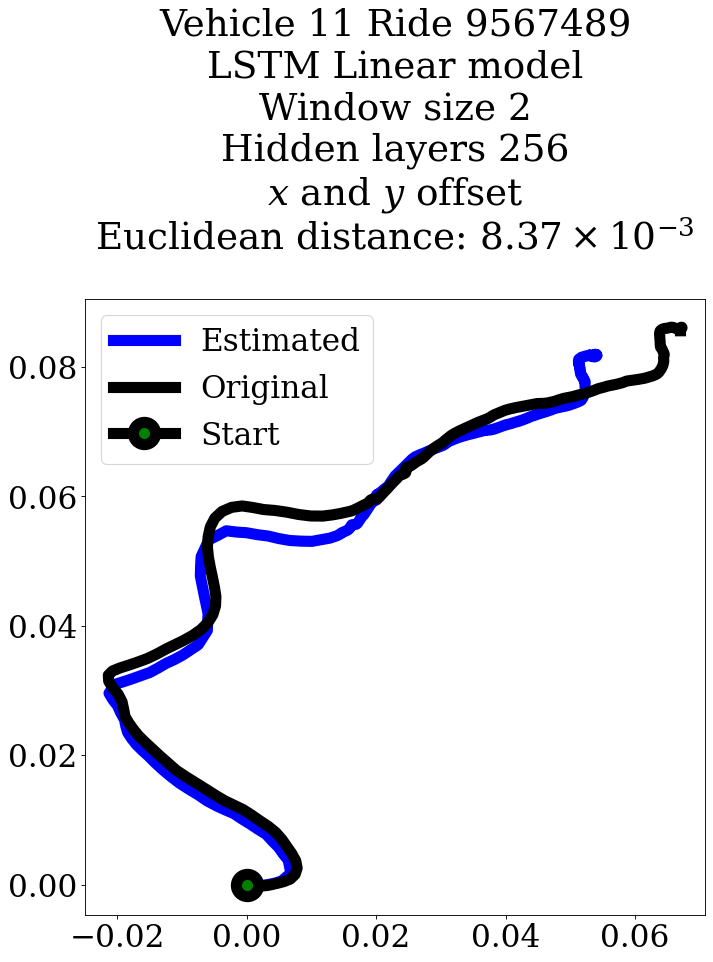 Vehicle 11 Ride 9567489
LSTM Linear model
Window size 2
Hidden layers 256
x and y offset
Euclidean distance: 8.37 × 10⁻³
Estimated
Original
Start
0.08
0.06
0.04
0.02
0.00
−0.02 0.00 0.02 0.04 0.06